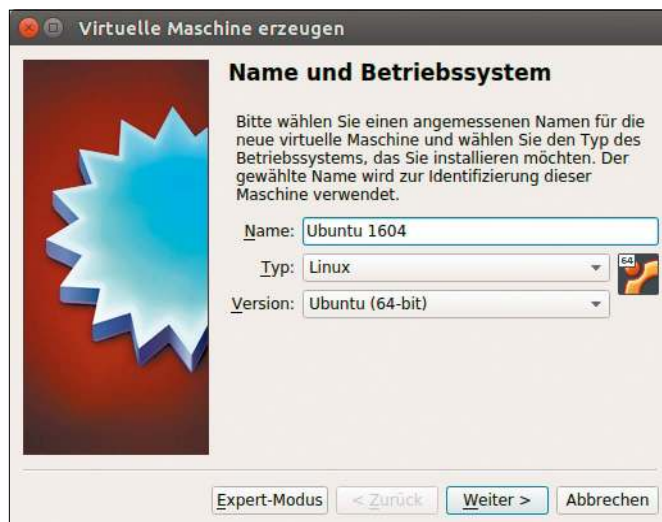 Virtuelle Maschine erzeugen
Name und Betriebssystem
Bitte wählen Sie einen angemessenen Namen für die
neue virtuelle Maschine und wählen Sie den Typ des
Betriebssystems, das Sie installieren möchten. Der
gewählte Name wird zur Identifizierung dieser
Maschine verwendet.
Name: Ubuntu 1604
Typ: Linux
64
Version: Ubuntu (64-bit)
Expert-Modus < Zurück Weiter > Abbrechen